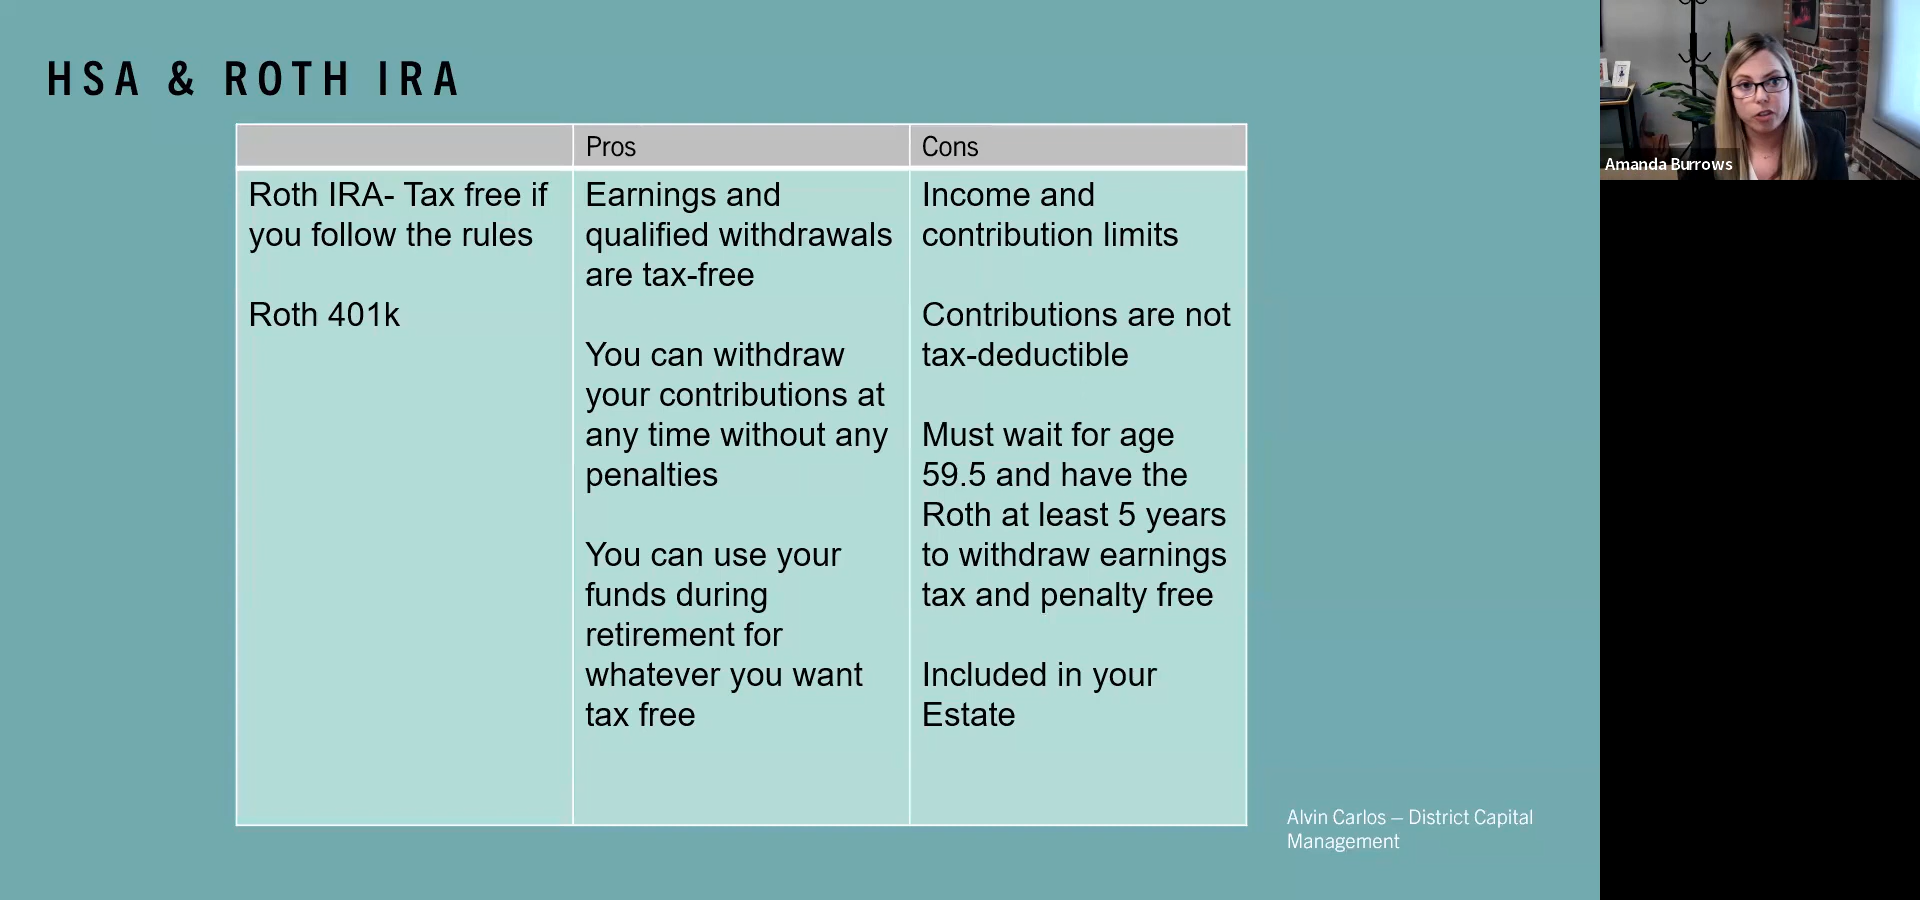 HSA & ROTH IRA
Pros
Cons
Roth IRA- Tax free if
you follow the rules
Roth 401k
Earnings and
qualified withdrawals
are tax-free
You can withdraw
your contributions at
any time without any
penalties
You can use your
funds during
retirement for
whatever you want
tax free
Income and
contribution limits
Contributions are not
tax-deductible
Must wait for age
59.5 and have the
Roth at least 5 years
to withdraw earnings
tax and penalty free
Included in your
Estate
Alvin Carlos – District Capital
Management
Amanda Burrows